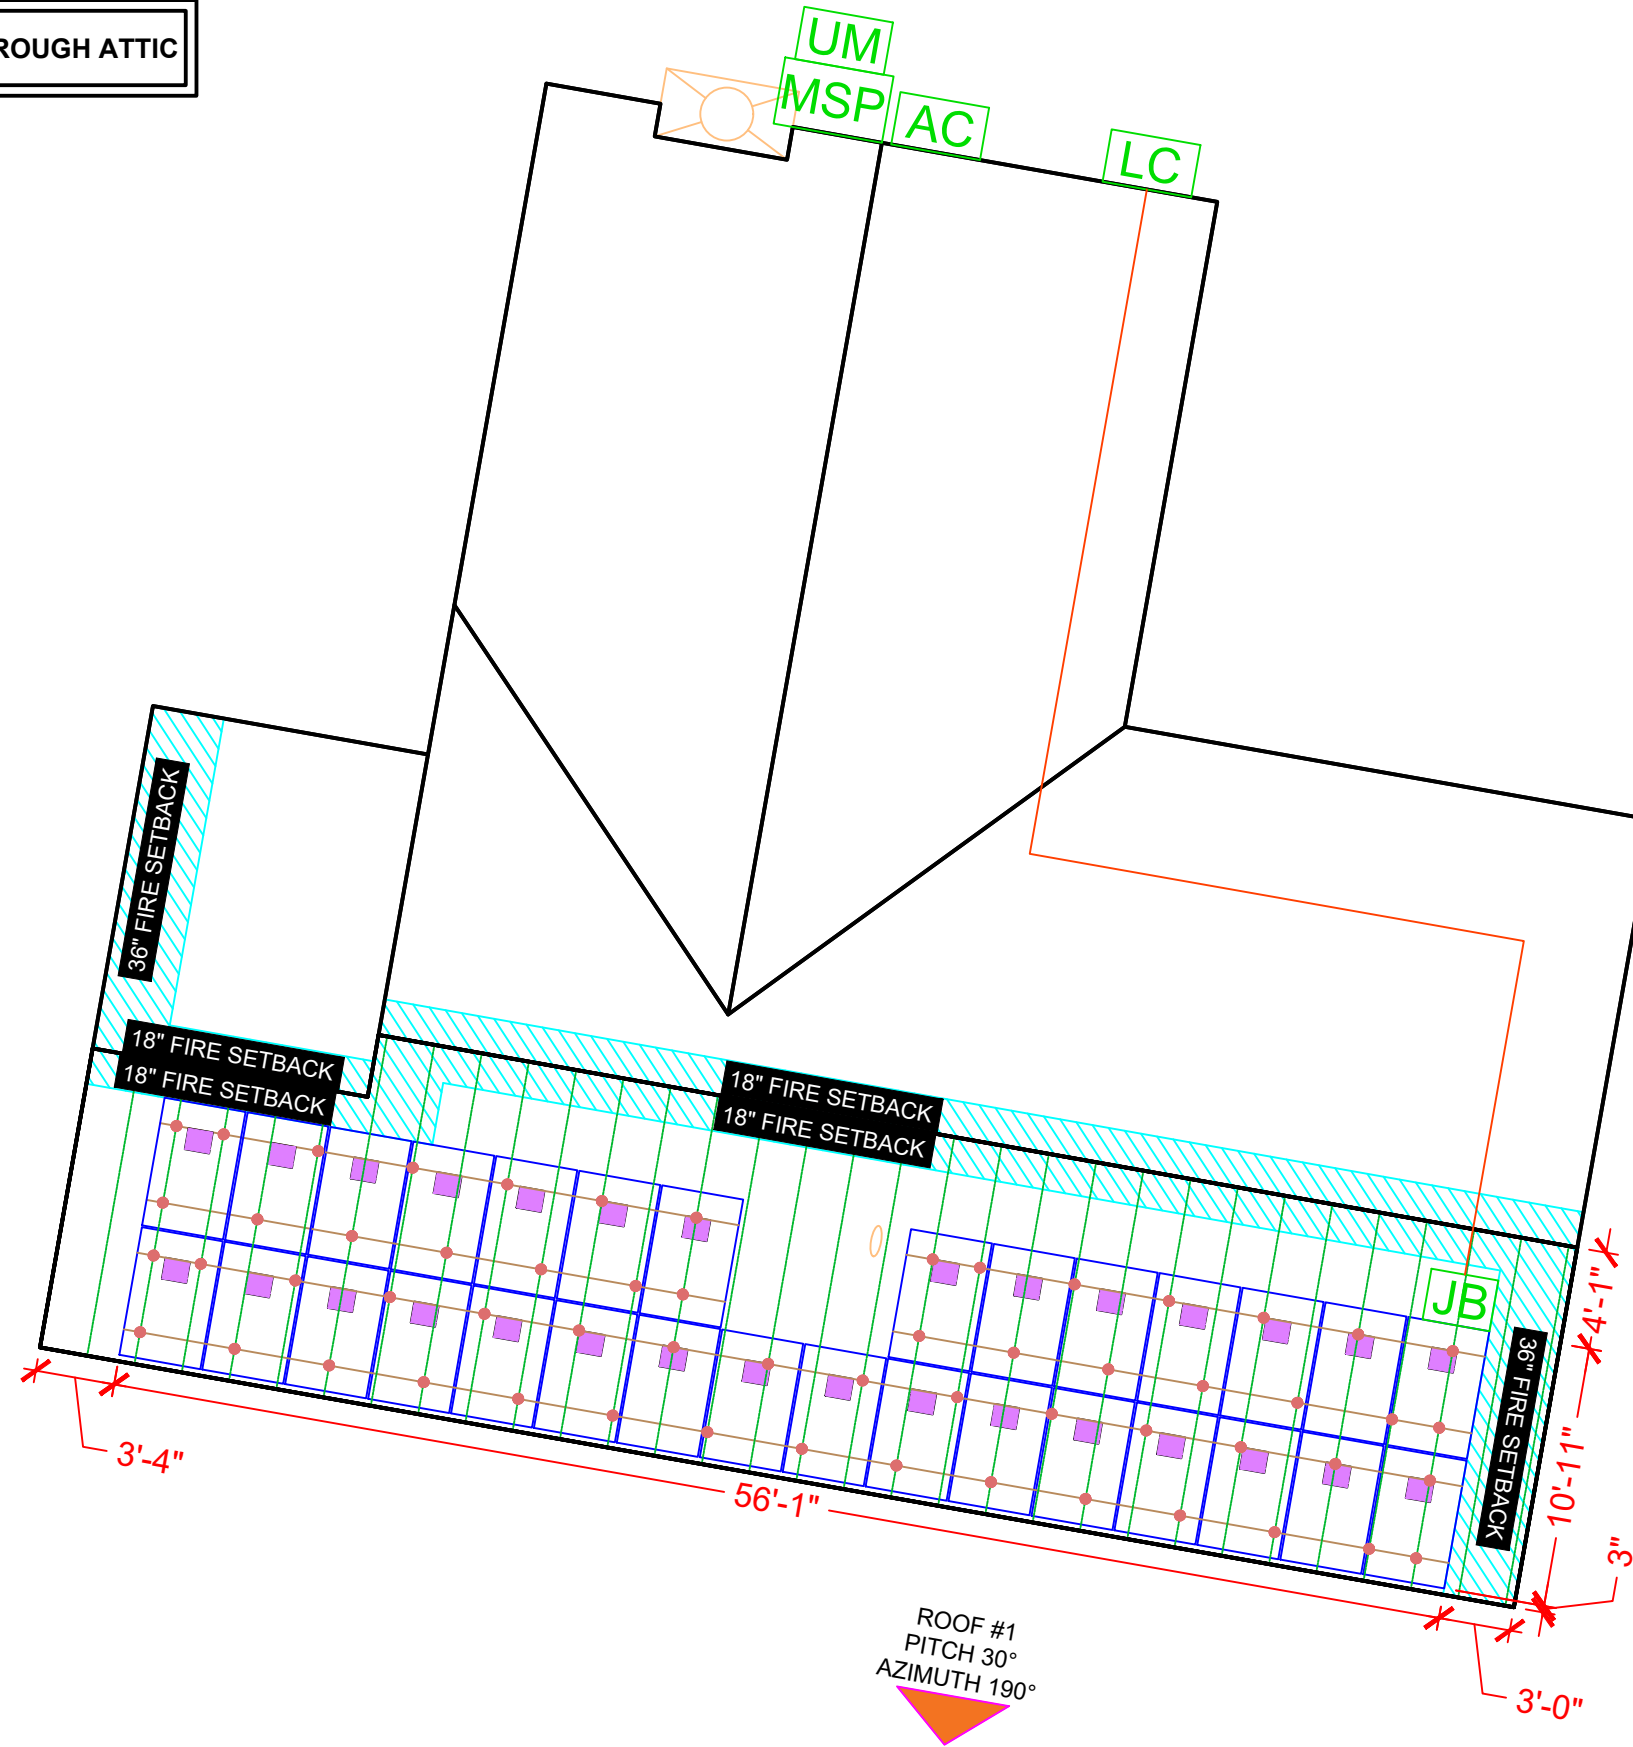 ROUGH ATTIC
UM
MSP
AC
LC
36" FIRE SETBACK
18" FIRE SETBACK
18" FIRE SETBACK
18" FIRE SETBACK
18" FIRE SETBACK
JB
36" FIRE SETBACK
4'-1"
10'-11"
3"
3'-4"
56'-1"
3'-0"
ROOF #1
PITCH 30°
AZIMUTH 190°